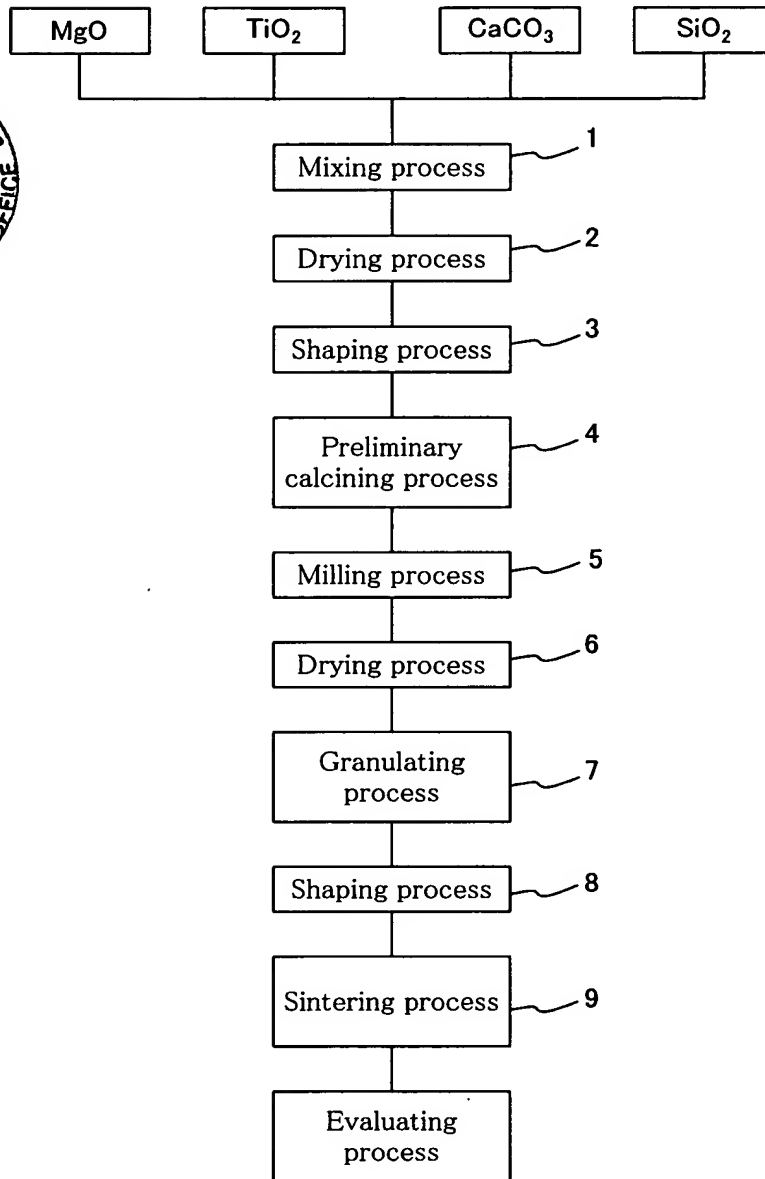 MgO
TiO₂
CaCO₃
SiO₂
Mixing process
1
Drying process
2
Shaping process
3
Preliminary
calcining process
4
Milling process
5
Drying process
6
Granulating
process
7
Shaping process
8
Sintering process
9
Evaluating
process